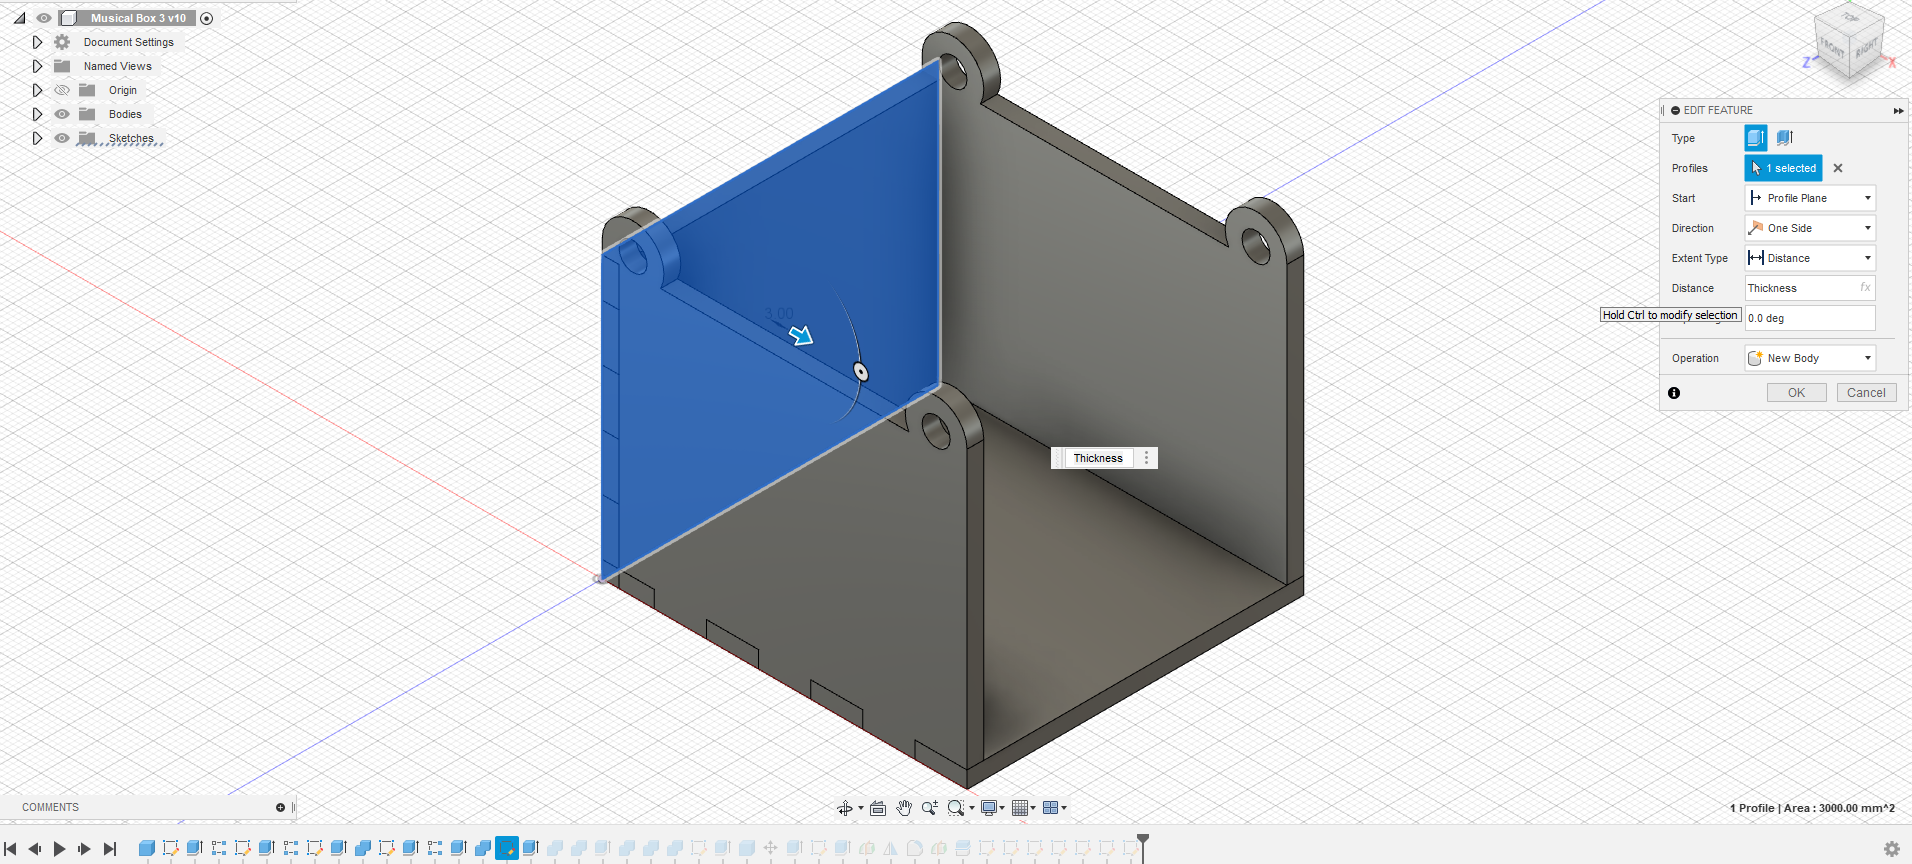 Musical Box 3 v10
Document Settings
Named Views
Origin
Bodies
Sketches
TOP
FRONT
RIGHT
Z
X
EDIT FEATURE
Type
Profiles
1 selected
Start
Profile Plane
Direction
One Side
Extent Type
Distance
Distance
Thickness
fx
Hold Ctrl to modify selection
0.0 deg
Operation
New Body
OK
Cancel
3.00
Thickness
COMMENTS
1 Profile | Area : 3000.00 mm^2